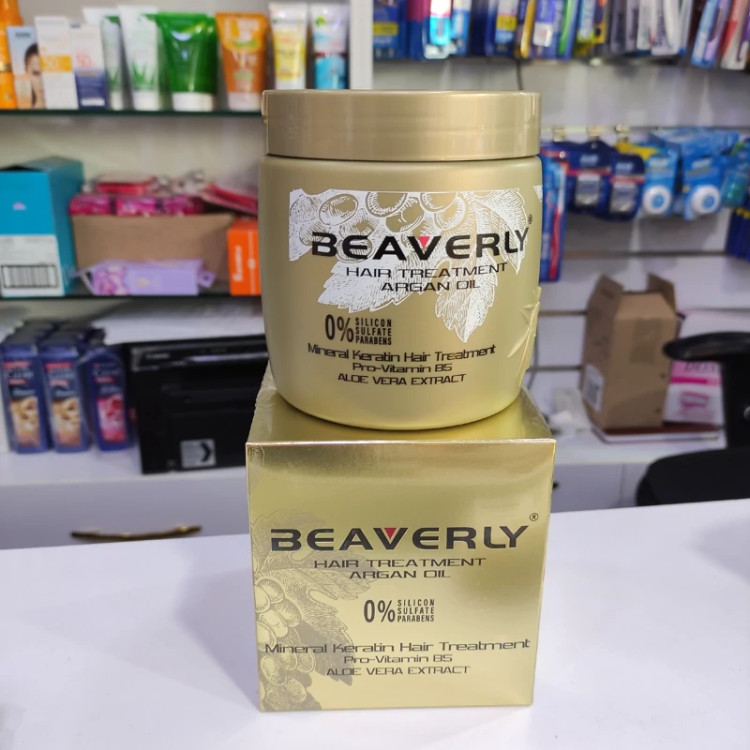 BEAVERLY®
HAIR TREATMENT
ARGAN OIL
0% SILICON
SULFATE
PARABENS
Mineral Keratin Hair Treatment
Pro-Vitamin B5
ALOE VERA EXTRACT
BEAVERLY®
HAIR TREATMENT
ARGAN OIL
0% SILICON
SULFATE
PARABENS
Mineral Keratin Hair Treatment
Pro-Vitamin B5
ALOE VERA EXTRACT